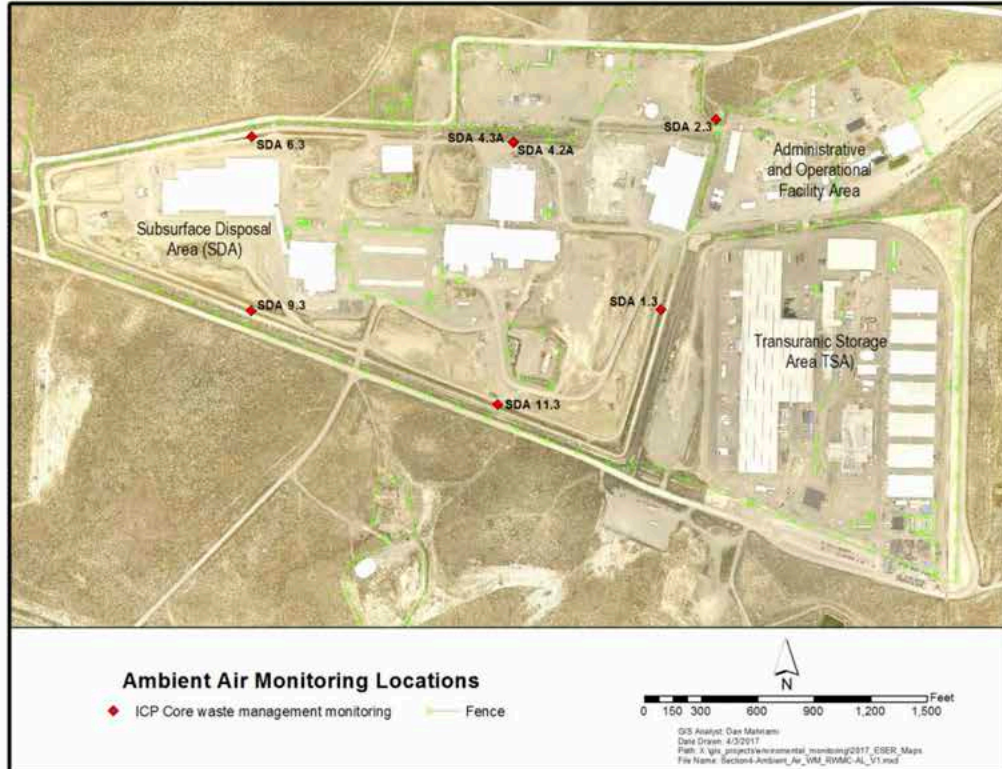 SDA 6.3
SDA 4.3A
SDA 4.2A
SDA 2.3
Administrative
and Operational
Facility Area
Subsurface Disposal
Area (SDA)
SDA 9.3
SDA 1.3
Transuranic Storage
Area TSA)
SDA 11.3
Ambient Air Monitoring Locations
ICP Core waste management monitoring
Fence
N
Feet
0 150 300 600 900 1,200 1,500
GIS Analyst: Dan
Date Drawn: 4/3/2017
Path:
File Name: